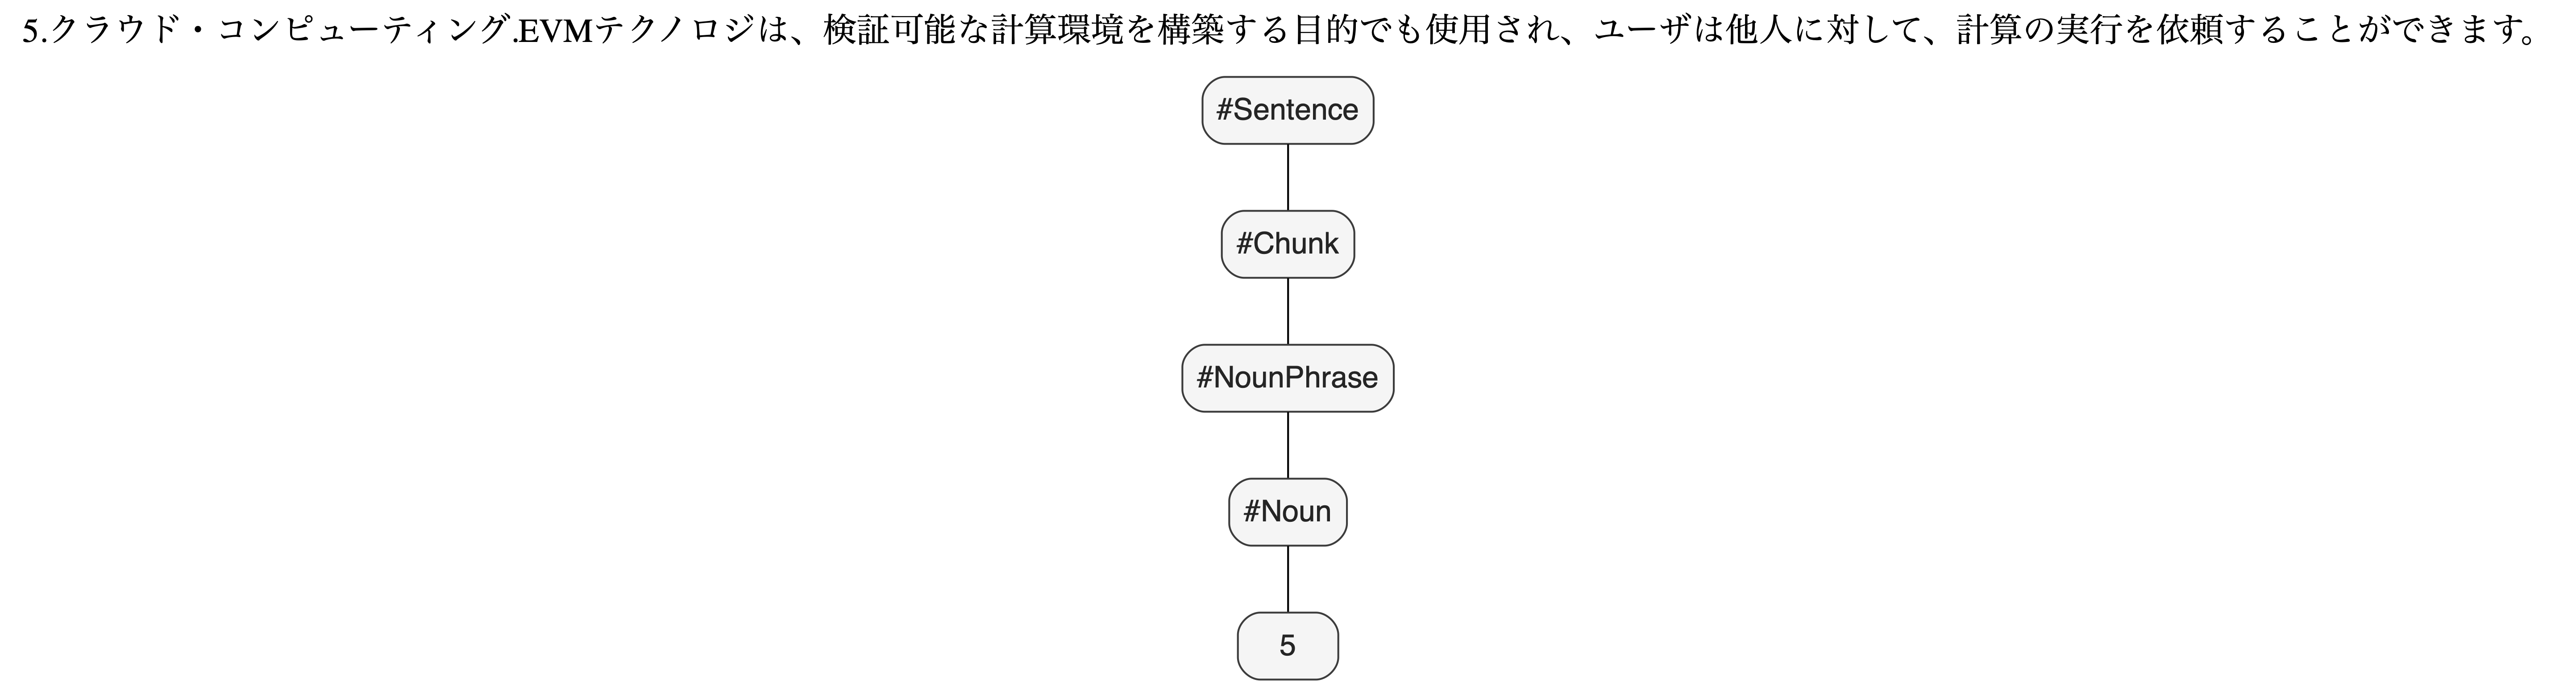 5.クラウド・コンピューティング.EVMテクノロジは、検証可能な計算環境を構築する目的でも使用され、ユーザは他人に対して、計算の実行を依頼することができます。
#Sentence
#Chunk
#NounPhrase
#Noun
5